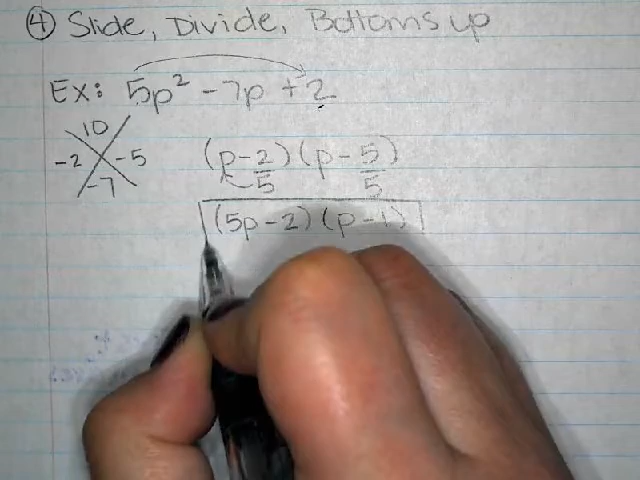 ④ Slide, Divide, Bottoms up
Ex: 5p² - 7p + 2
10
-2 -5
-7
(p - 2/5)(p - 5/5)
(5p - 2)(p - 1)